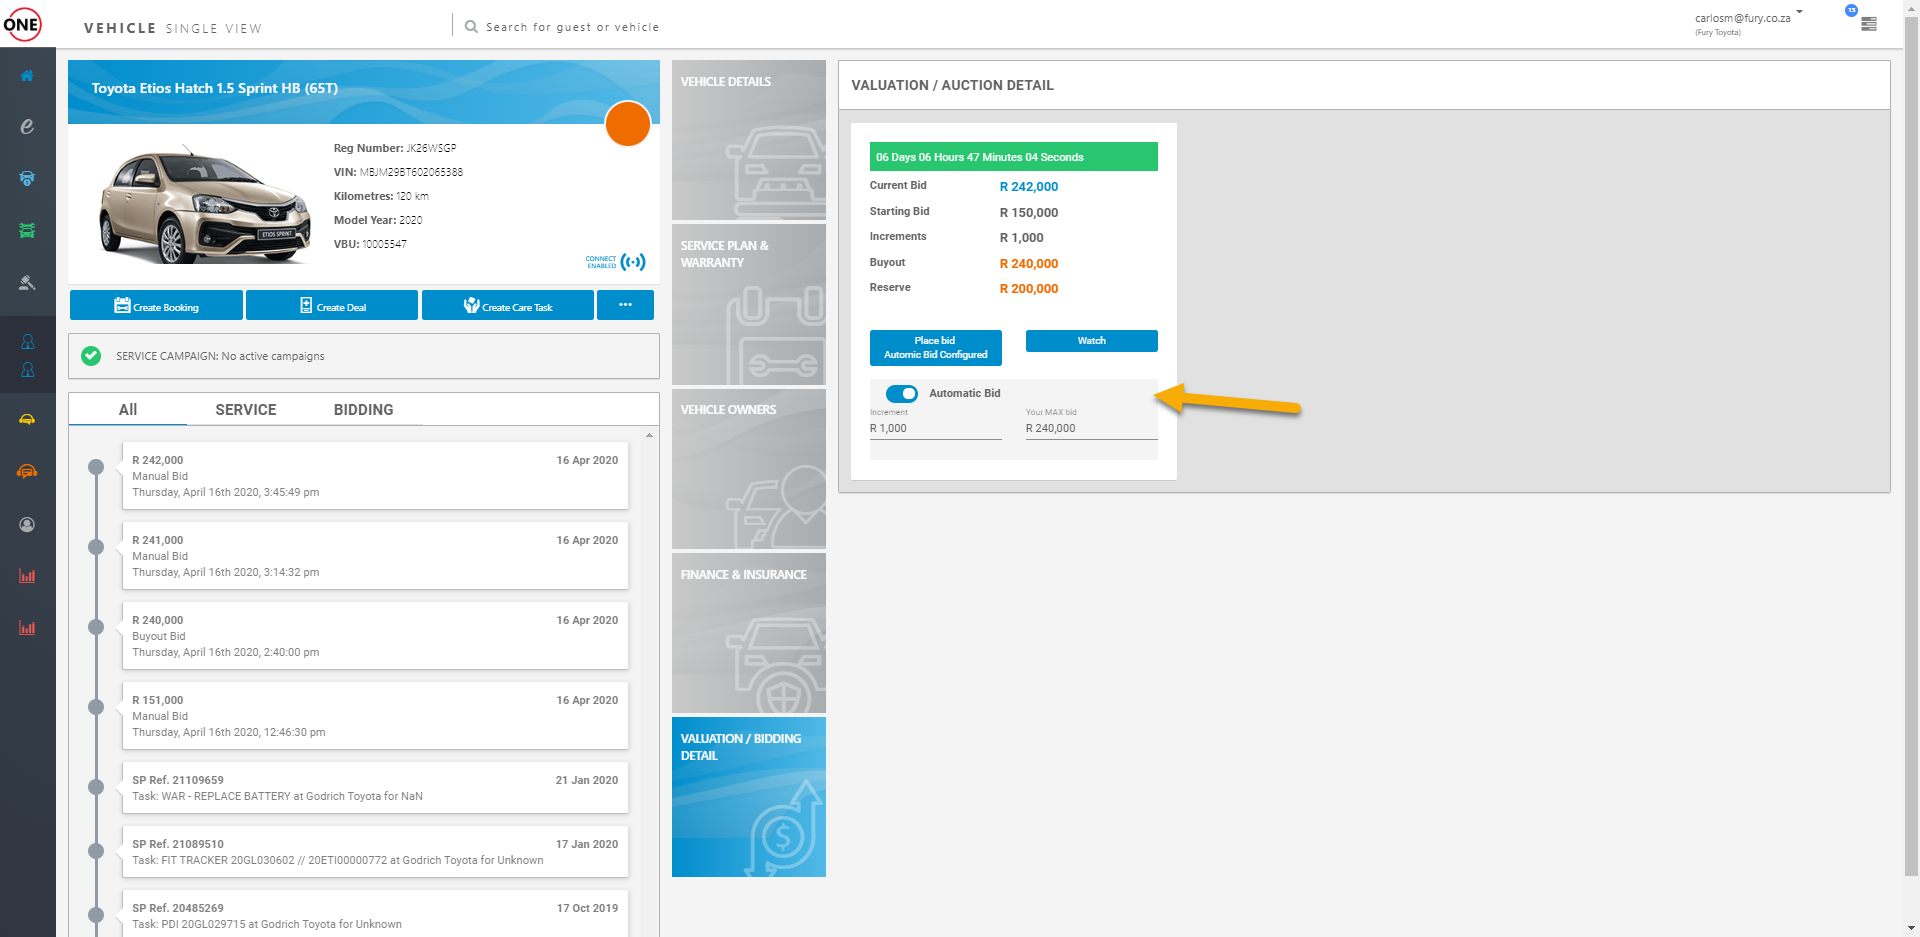 ONE
VEHICLE SINGLE VIEW
Search for guest or vehicle
carlosm@fury.co.za
(Fury Toyota)
13
Toyota Etios Hatch 1.5 Sprint HB (65T)
Reg Number: JK26WSGP
VIN: MBJM29BT602065388
Kilometres: 120 km
Model Year: 2020
VBU: 10005547
ETIOS SPRINT
CONNECT
ENABLED
Create Booking
Create Deal
Create Care Task
...
SERVICE CAMPAIGN: No active campaigns
All
SERVICE
BIDDING
R 242,000
16 Apr 2020
Manual Bid
Thursday, April 16th 2020, 3:45:49 pm
R 241,000
16 Apr 2020
Manual Bid
Thursday, April 16th 2020, 3:14:32 pm
R 240,000
16 Apr 2020
Buyout Bid
Thursday, April 16th 2020, 2:40:00 pm
R 151,000
16 Apr 2020
Manual Bid
Thursday, April 16th 2020, 12:46:30 pm
SP Ref. 21109659
21 Jan 2020
Task: WAR - REPLACE BATTERY at Godrich Toyota for NaN
SP Ref. 21089510
17 Jan 2020
Task: FIT TRACKER 20GL030602 // 20ETI00000772 at Godrich Toyota for Unknown
SP Ref. 20485269
17 Oct 2019
Task: PDI 20GL029715 at Godrich Toyota for Unknown
VEHICLE DETAILS
SERVICE PLAN &
WARRANTY
VEHICLE OWNERS
FINANCE & INSURANCE
VALUATION / BIDDING
DETAIL
VALUATION / AUCTION DETAIL
06 Days 06 Hours 47 Minutes 04 Seconds
Current Bid
R 242,000
Starting Bid
R 150,000
Increments
R 1,000
Buyout
R 240,000
Reserve
R 200,000
Place bid
Automic Bid Configured
Watch
Automatic Bid
Increment
Your MAX bid
R 1,000
R 240,000